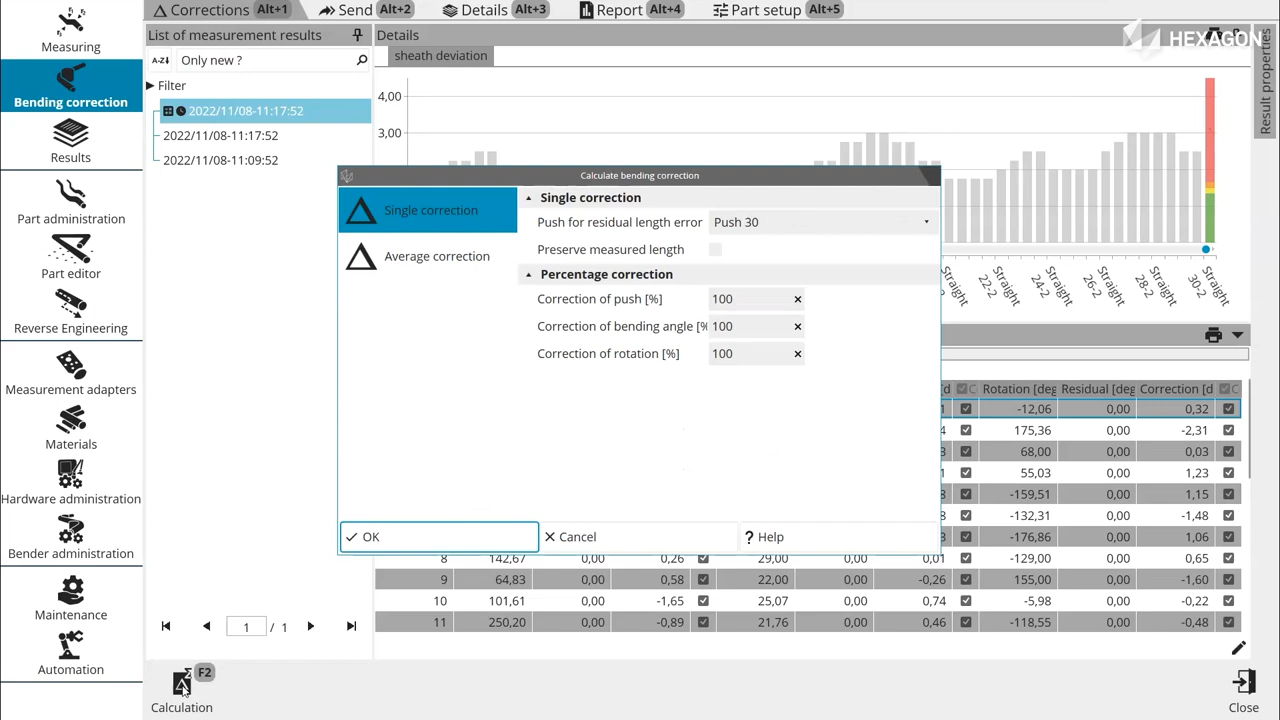 Measuring
Bending correction
Results
Part administration
Part editor
Reverse Engineering
Measurement adapters
Materials
Hardware administration
Bender administration
Maintenance
Automation
Corrections Alt+1 Send Alt+2 Details Alt+3 Report Alt+4 Part setup Alt+5
List of measurement results
A-Z
Only new ?
Filter
2022/11/08-11:17:52
2022/11/08-11:17:52
2022/11/08-11:09:52
1 / 1
Details
HEXAGON
sheath deviation
Result properties
4,00
3,00
Straight
22-2
Straight
24-2
Straight
26-2
Straight
30-2
Straight
Calculate bending correction
Single correction
Average correction
Single correction
Push for residual length error Push 30
Preserve measured length
Percentage correction
Correction of push [%] 100
Correction of bending angle [% 100
Correction of rotation [%] 100
OK Cancel Help
Rotation [deg Residual [deg Correction [d
1 -12,06 0,00 0,32
4 175,36 0,00 -2,31
8 68,00 0,00 0,03
1 55,03 0,00 1,23
8 -159,51 0,00 1,15
8 -132,31 0,00 -1,48
8 -176,86 0,00 1,06
8 142,67 0,00 0,26 29,00 0,00 0,01 -129,00 0,00 0,65
9 64,83 0,00 0,58 22,00 0,00 -0,26 155,00 0,00 -1,60
10 101,61 0,00 -1,65 25,07 0,00 0,74 -5,98 0,00 -0,22
11 250,20 0,00 -0,89 21,76 0,00 0,46 -118,55 0,00 -0,48
F2
Calculation
Close